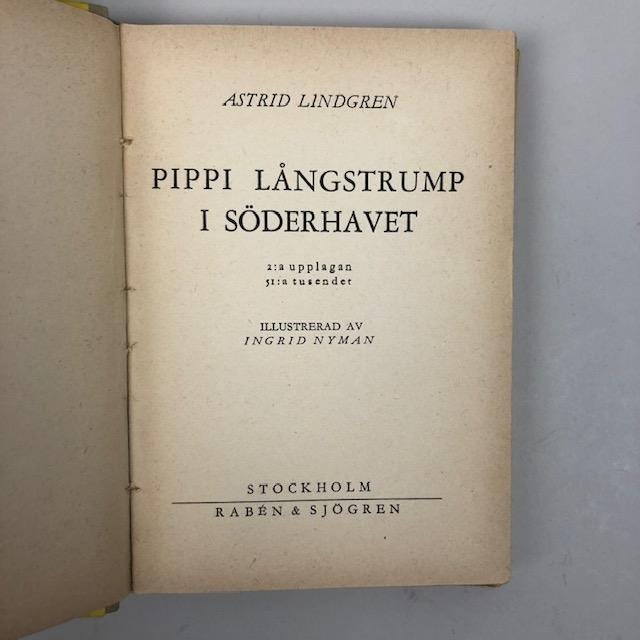 ASTRID LINDGREN
PIPPI LÅNGSTRUMP
I SÖDERHAVET
2:a upplagan
51:a tusendet
ILLUSTRERAD AV
INGRID NYMAN
STOCKHOLM
RABÉN & SJÖGREN